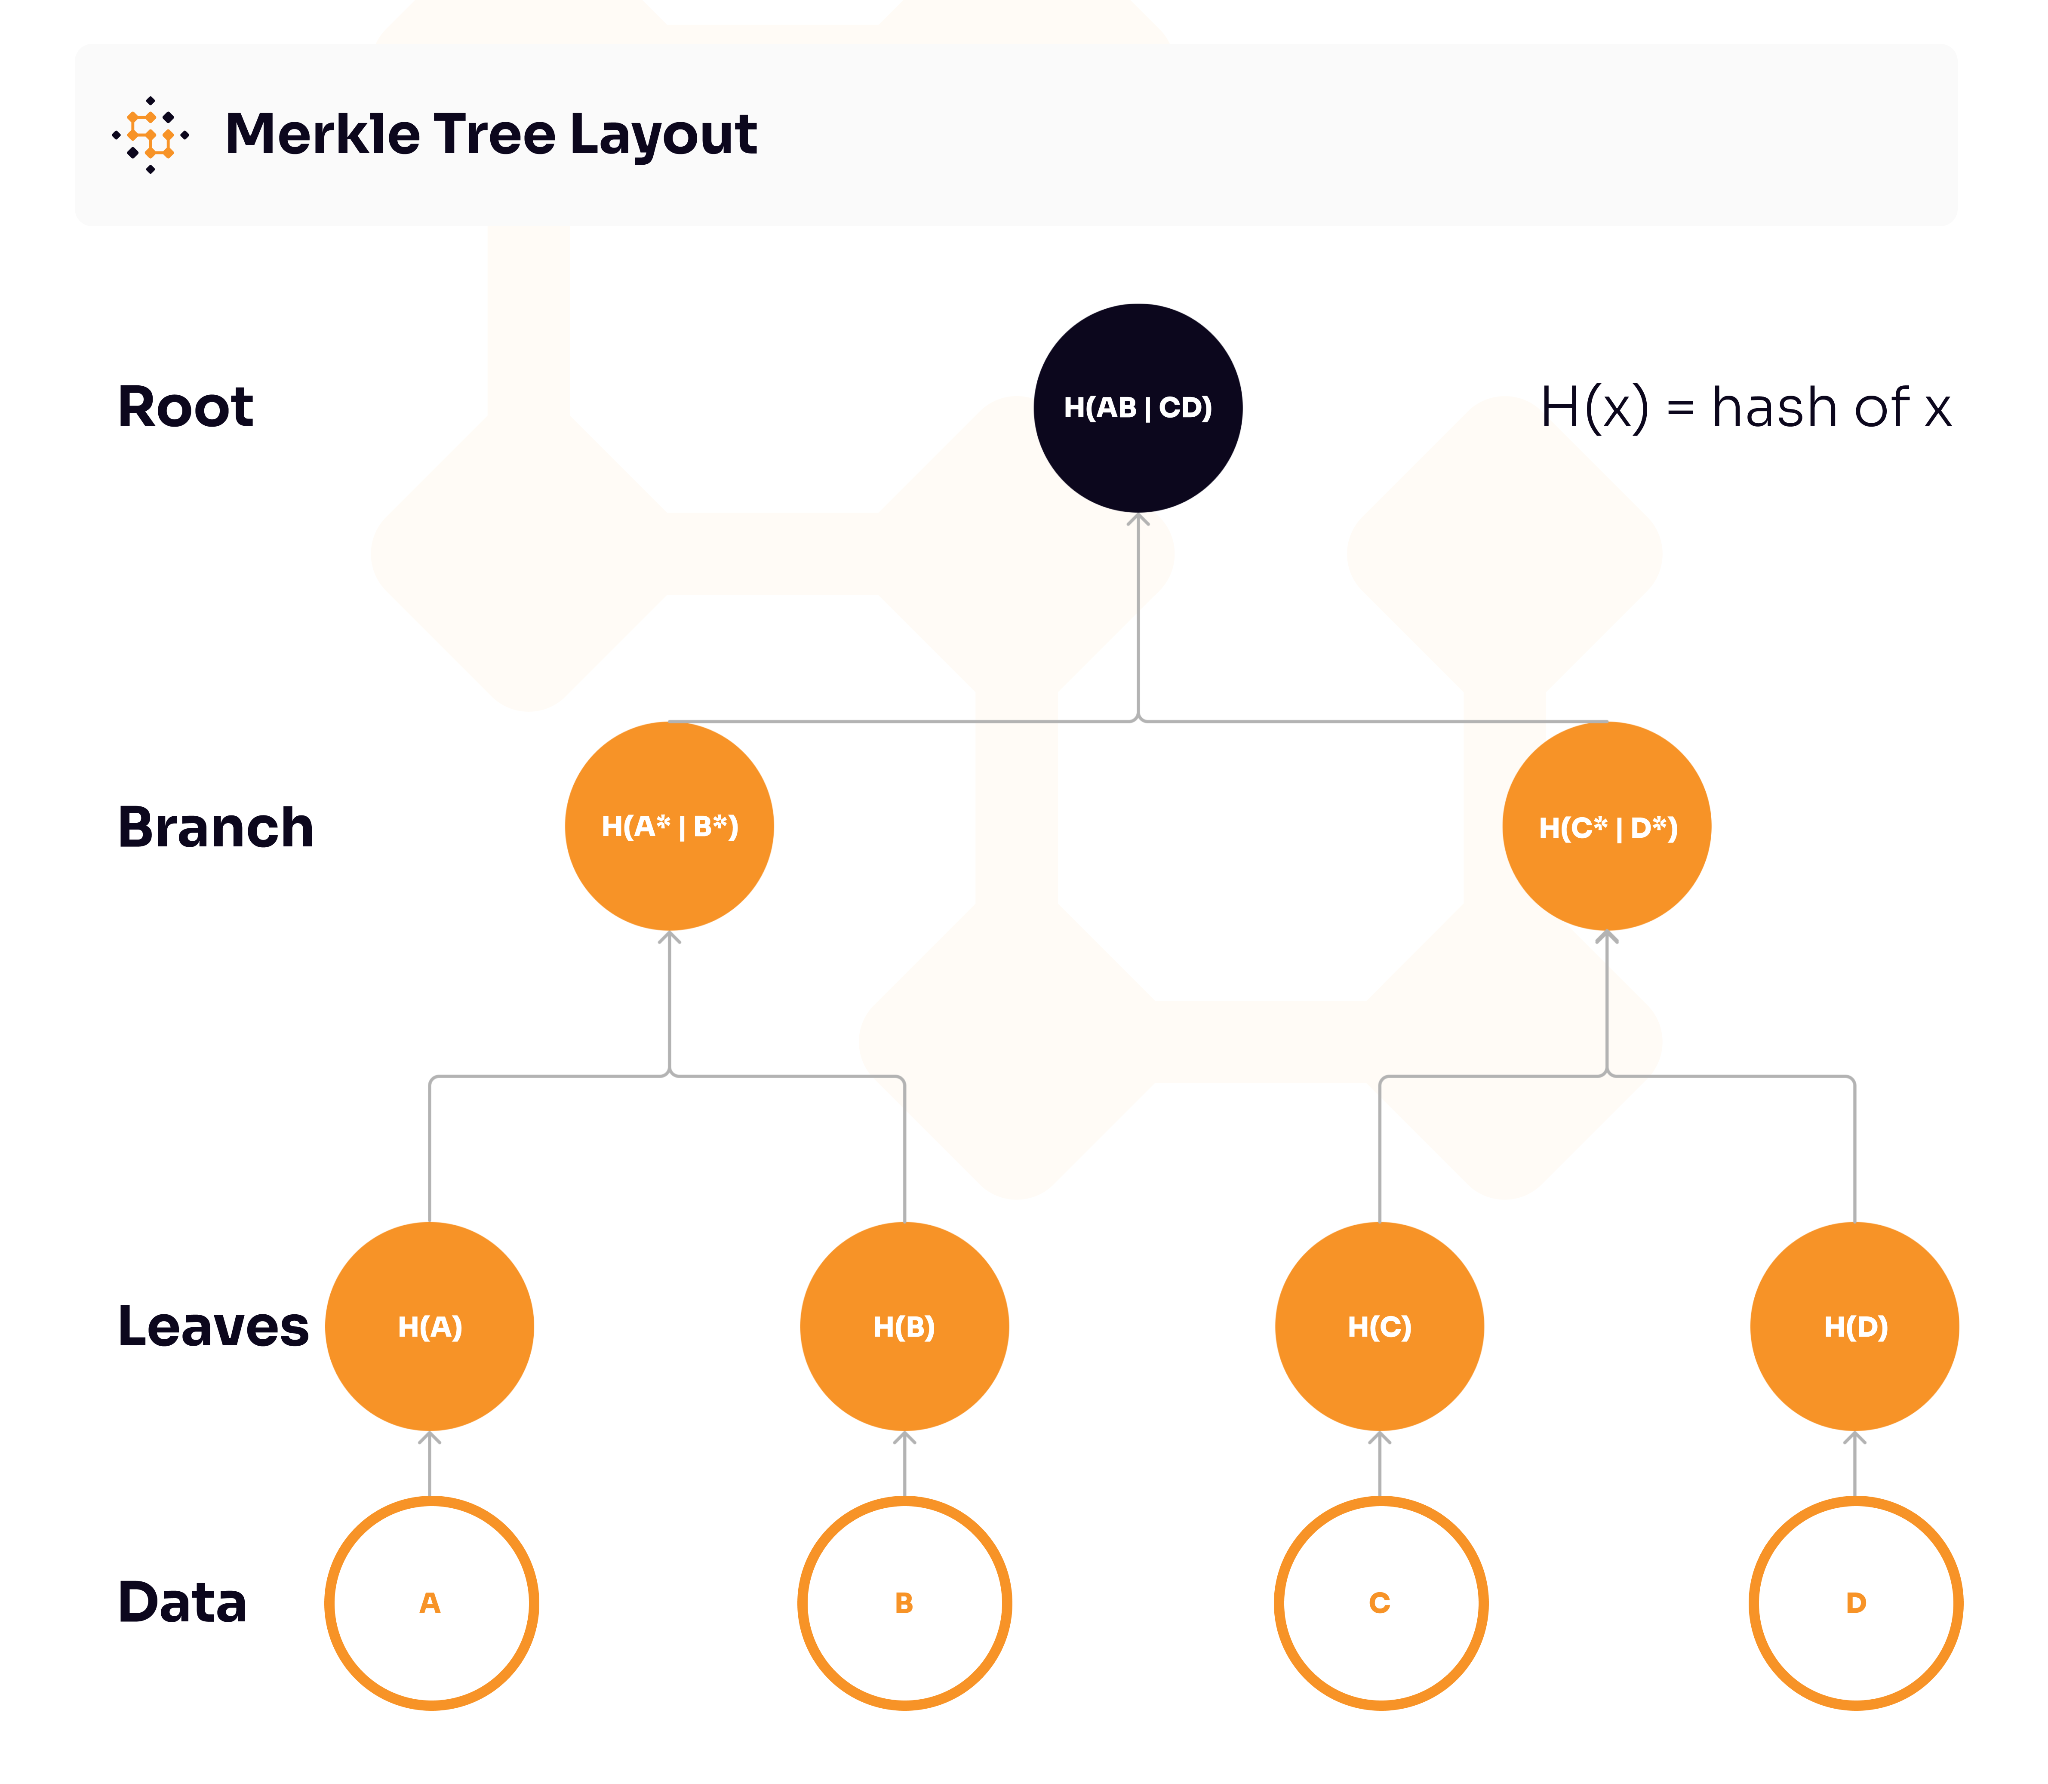 Merkle Tree Layout
Root
H(AB | CD)
H(x) = hash of x
Branch
H(A* | B*)
H(C* | D*)
Leaves
H(A)
H(B)
H(C)
H(D)
Data
A
B
C
D